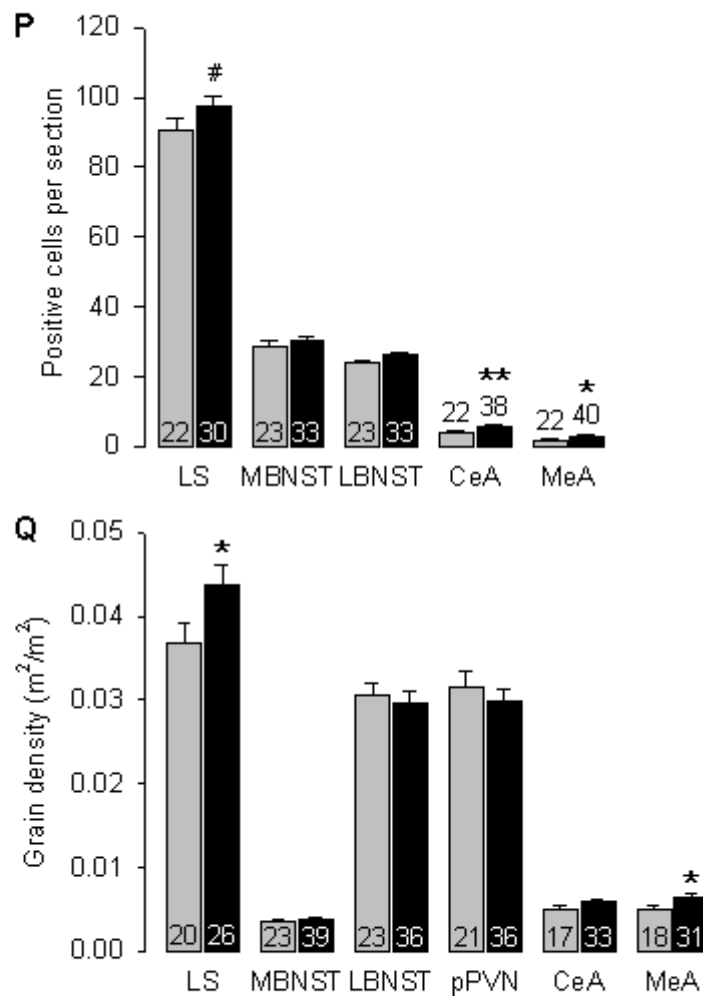 P
Positive cells per section
120
100
80
60
40
20
0
#
**
*
22 30 23 33 23 33 22 38 22 40
LS MBNST LBNST CeA MeA
Q
Grain density (m²/m²)
0.05
0.04
0.03
0.02
0.01
0.00
*
*
20 26 23 39 23 36 21 36 17 33 18 31
LS MBNST LBNST pPVN CeA MeA